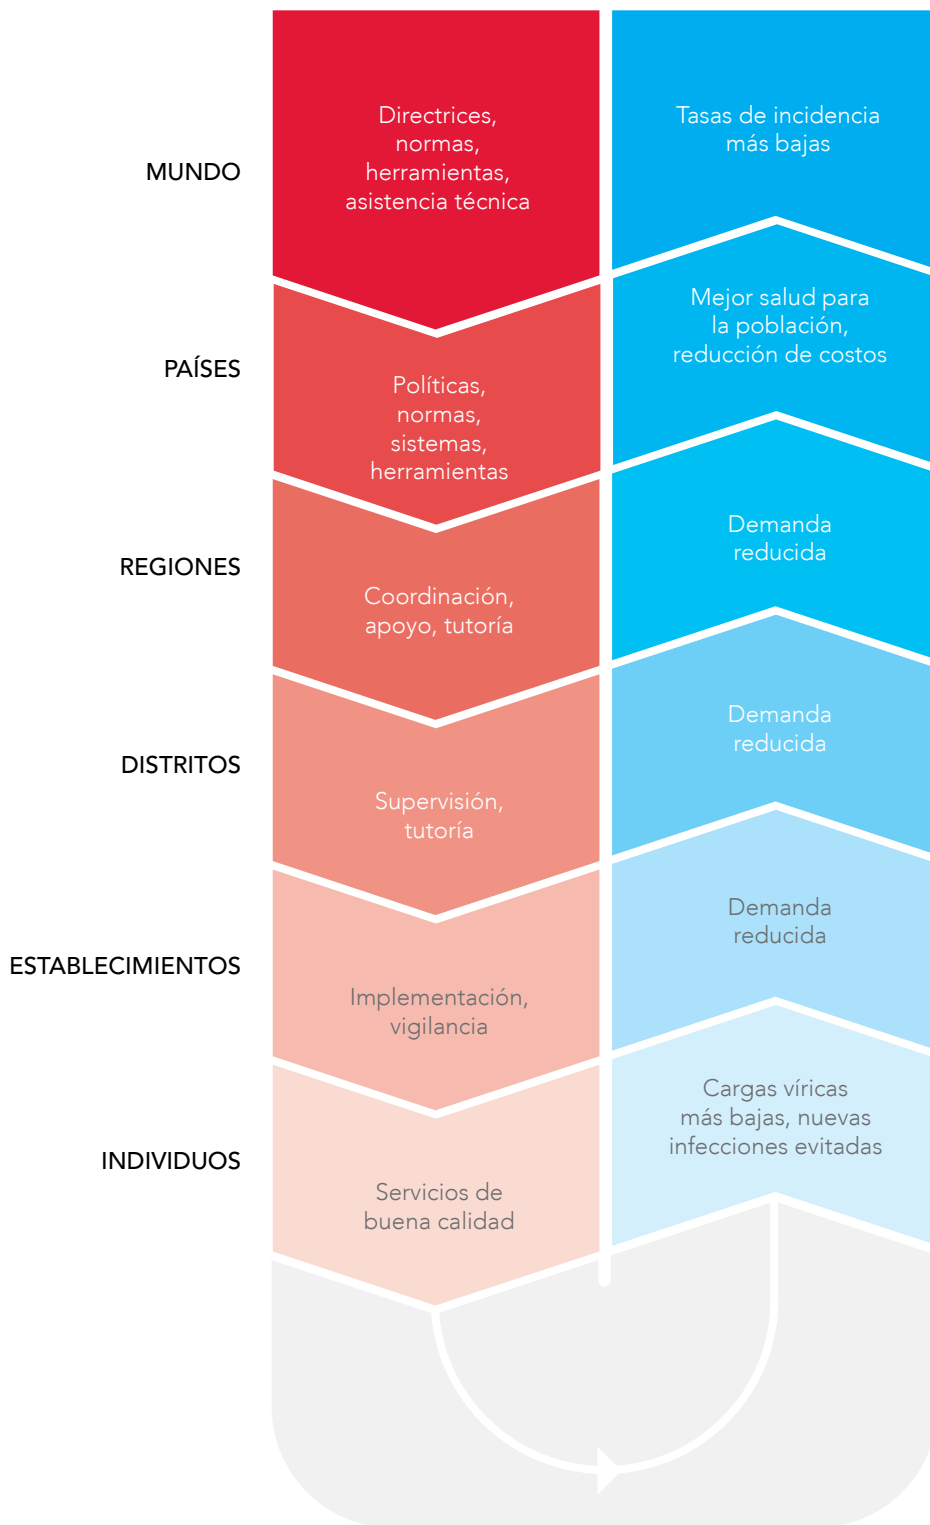 MUNDO
Directrices,
normas,
herramientas,
asistencia técnica
Tasas de incidencia
más bajas
PAÍSES
Políticas,
normas,
sistemas,
herramientas
Mejor salud para
la población,
reducción de costos
REGIONES
Coordinación,
apoyo, tutoría
Demanda
reducida
DISTRITOS
Supervisión,
tutoría
Demanda
reducida
ESTABLECIMIENTOS
Implementación,
vigilancia
Demanda
reducida
INDIVIDUOS
Servicios de
buena calidad
Cargas víricas
más bajas, nuevas
infecciones evitadas